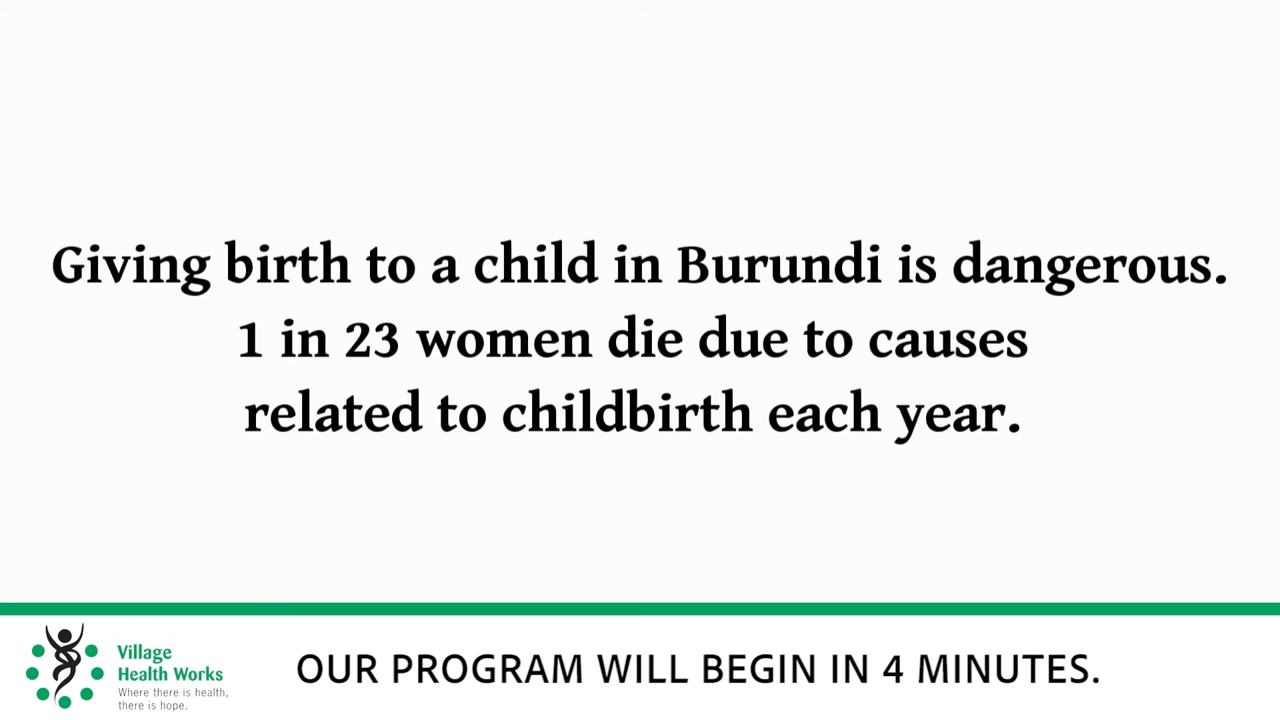 Giving birth to a child in Burundi is dangerous.
1 in 23 women die due to causes
related to childbirth each year.
Village
Health Works
Where there is health,
there is hope.
OUR PROGRAM WILL BEGIN IN 4 MINUTES.